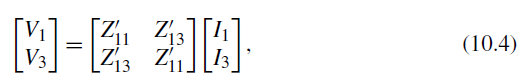 [V₁ V₃] = [Z′₁₁ Z′₁₃ Z′₁₃ Z′₁₁] [I₁ I₃], (10.4)